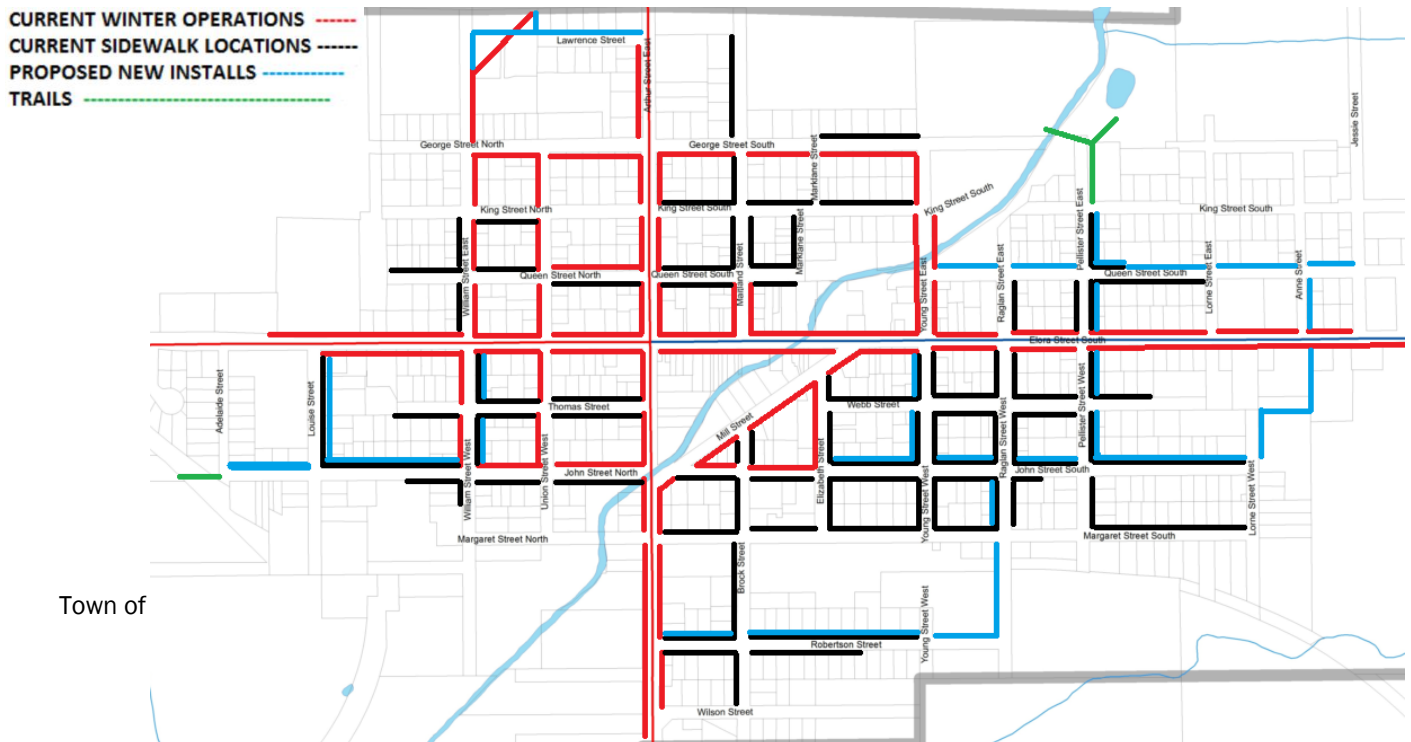 CURRENT WINTER OPERATIONS
CURRENT SIDEWALK LOCATIONS
PROPOSED NEW INSTALLS
TRAILS
Lawrence Street
Arthur Street East
Jessie Street
George Street North
George Street South
Marklane Street
King Street North
King Street South
King Street South
King Street South
William Street East
Queen Street North
Queen Street South
Maitland Street
Marklane Street
Young Street East
Raglan Street East
Pellister Street East
Queen Street South
Lorne Street East
Anne Street
Elora Street South
Adelaide Street
Louise Street
Thomas Street
Mill Street
Webb Street
Pellister Street West
William Street West
Union Street West
John Street North
Elizabeth Street
Young Street West
Raglan Street West
John Street South
Lorne Street West
Margaret Street North
Margaret Street South
Brock Street
Town of
Robertson Street
Young Street West
Wilson Street